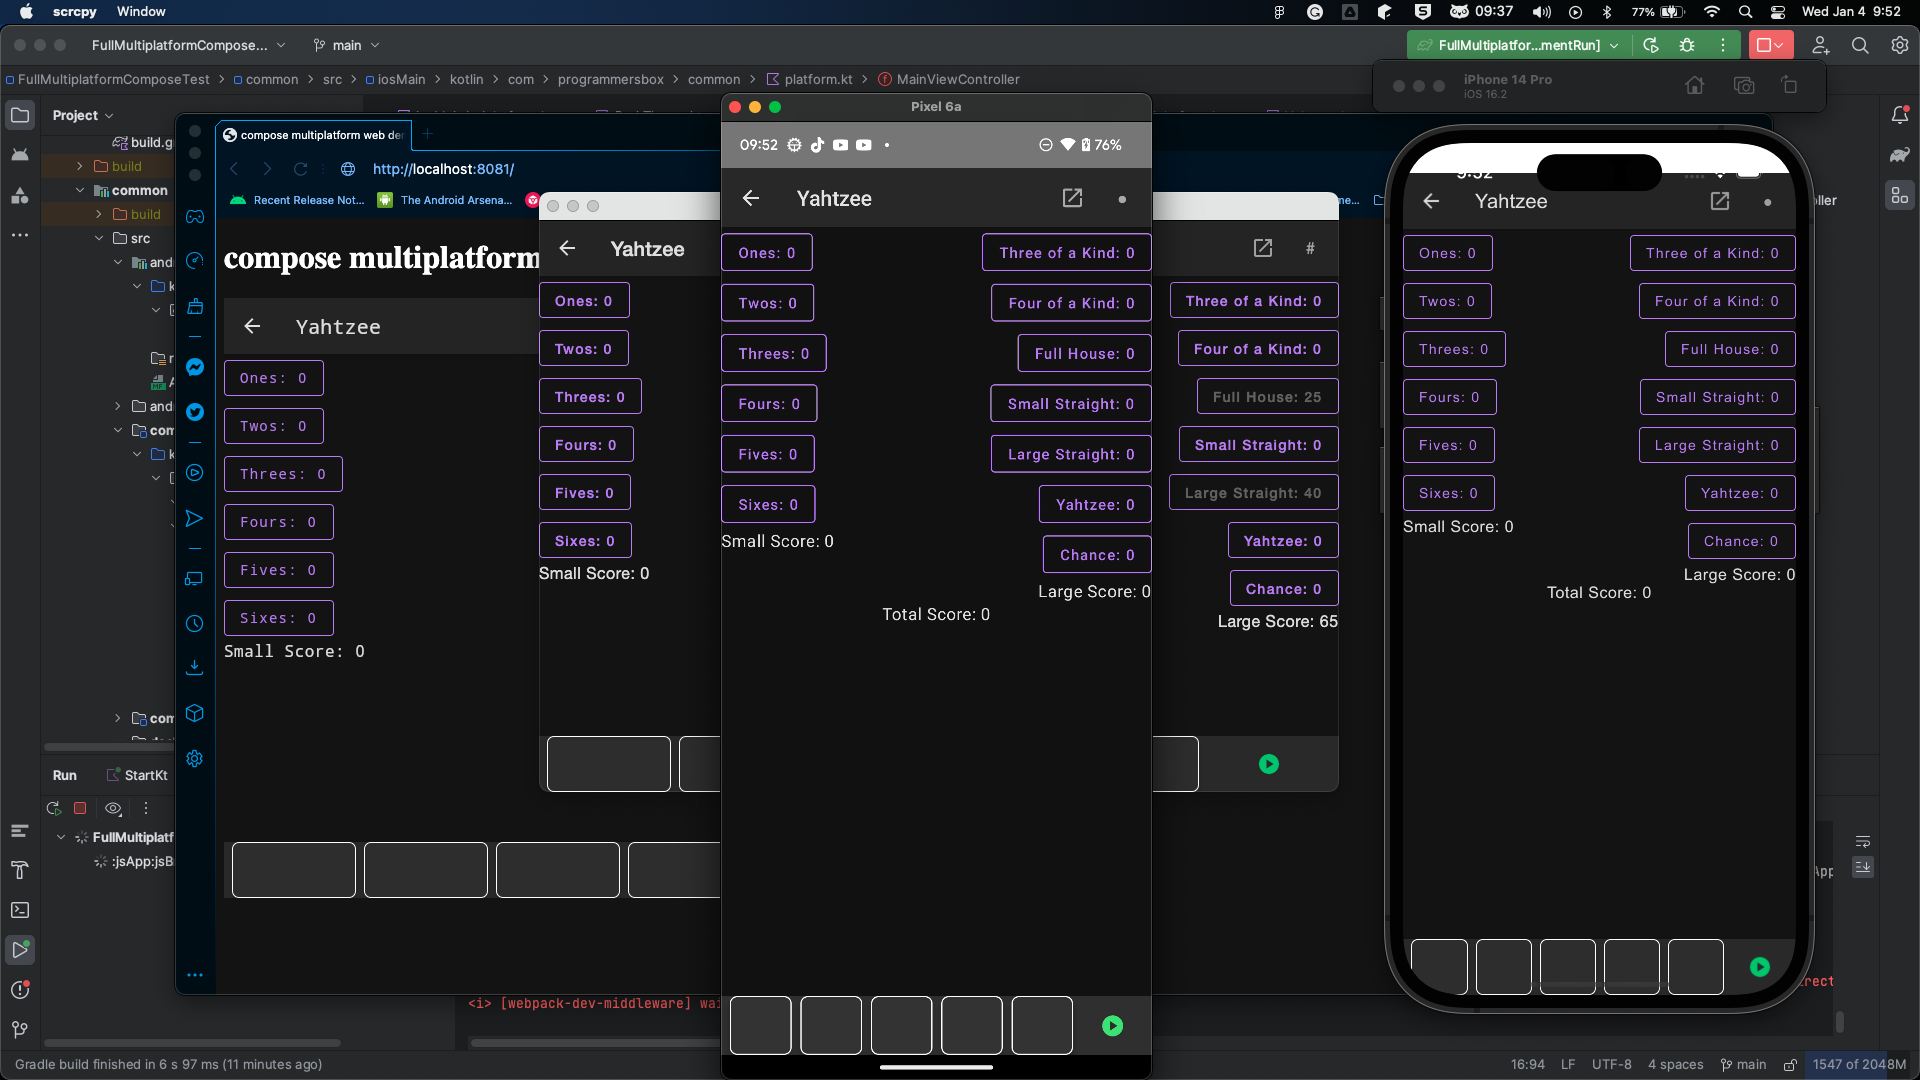 scrcpy Window
09:37 77% Wed Jan 4 9:52
FullMultiplatformCompose... main
FullMultiplatfor...mentRun]
FullMultiplatformComposeTest common src iosMain kotlin com programmersbox common platform.kt MainViewController
Project
build.g
build
common
build
src
and
k
and
com
k
com
Run StartKt
FullMultiplatf
:jsApp:jsB
compose multiplatform web de
http://localhost:8081/
Recent Release Not...
The Android Arsena...
compose multiplatform
Yahtzee
Ones: 0
Twos: 0
Threes: 0
Fours: 0
Fives: 0
Sixes: 0
Small Score: 0
Yahtzee
#
Ones: 0
Twos: 0
Threes: 0
Fours: 0
Fives: 0
Sixes: 0
Small Score: 0
Three of a Kind: 0
Four of a Kind: 0
Full House: 25
Small Straight: 0
Large Straight: 40
Yahtzee: 0
Chance: 0
Large Score: 65
Pixel 6a
09:52 76%
Yahtzee
Ones: 0
Twos: 0
Threes: 0
Fours: 0
Fives: 0
Sixes: 0
Small Score: 0
Three of a Kind: 0
Four of a Kind: 0
Full House: 0
Small Straight: 0
Large Straight: 0
Yahtzee: 0
Chance: 0
Large Score: 0
Total Score: 0
iPhone 14 Pro
iOS 16.2
9:52
Yahtzee
Ones: 0
Twos: 0
Threes: 0
Fours: 0
Fives: 0
Sixes: 0
Small Score: 0
Three of a Kind: 0
Four of a Kind: 0
Full House: 0
Small Straight: 0
Large Straight: 0
Yahtzee: 0
Chance: 0
Large Score: 0
Total Score: 0
<i> [webpack-dev-middleware] wai
Gradle build finished in 6 s 97 ms (11 minutes ago)
16:94 LF UTF-8 4 spaces main 1547 of 2048M